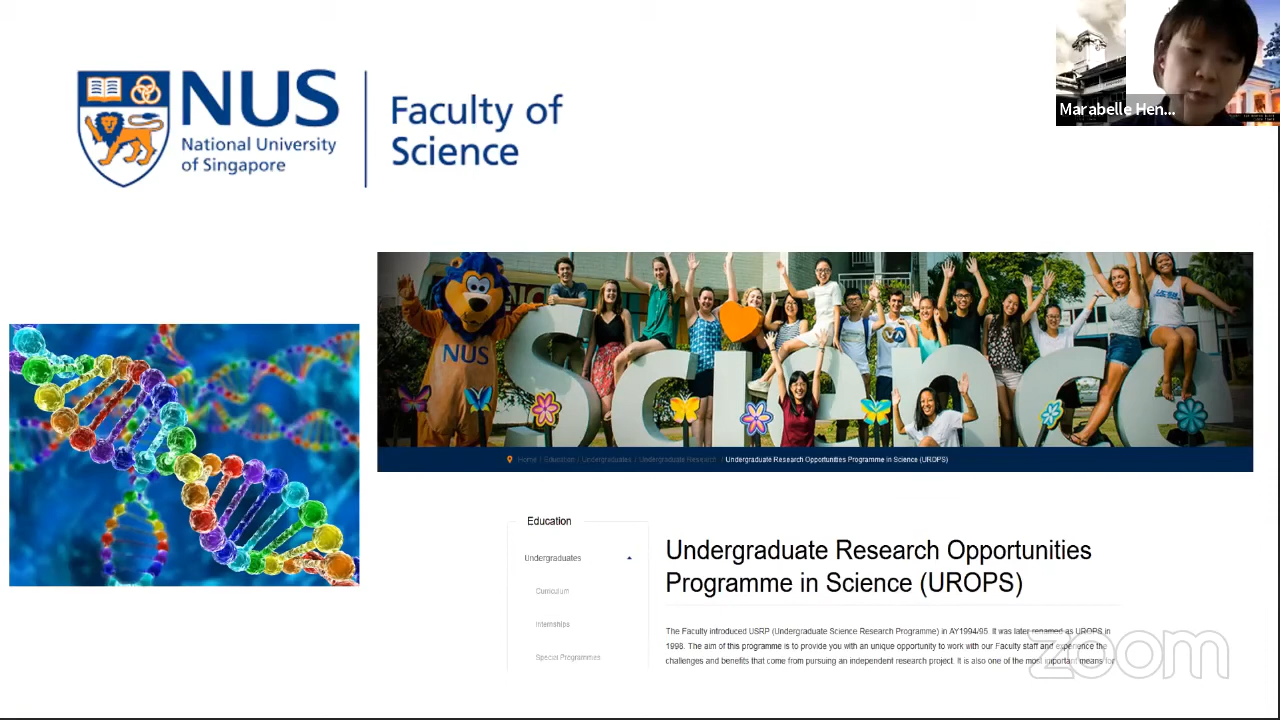 NUS
National University
of Singapore
Faculty of
Science
Marabelle Hen...
NUS
Science
Home / Education / Undergraduates / Undergraduate Research / Undergraduate Research Opportunities Programme in Science (UROPS)
Education
Undergraduates
Curriculum
Internships
Special Programmes
Undergraduate Research Opportunities
Programme in Science (UROPS)
The Faculty introduced USRP (Undergraduate Science Research Programme) in AY1994/95. It was later renamed as UROPS in
1998. The aim of this programme is to provide you with an unique opportunity to work with our Faculty staff and experience the
challenges and benefits that come from pursuing an independent research project. It is also one of the most important means for
zoom